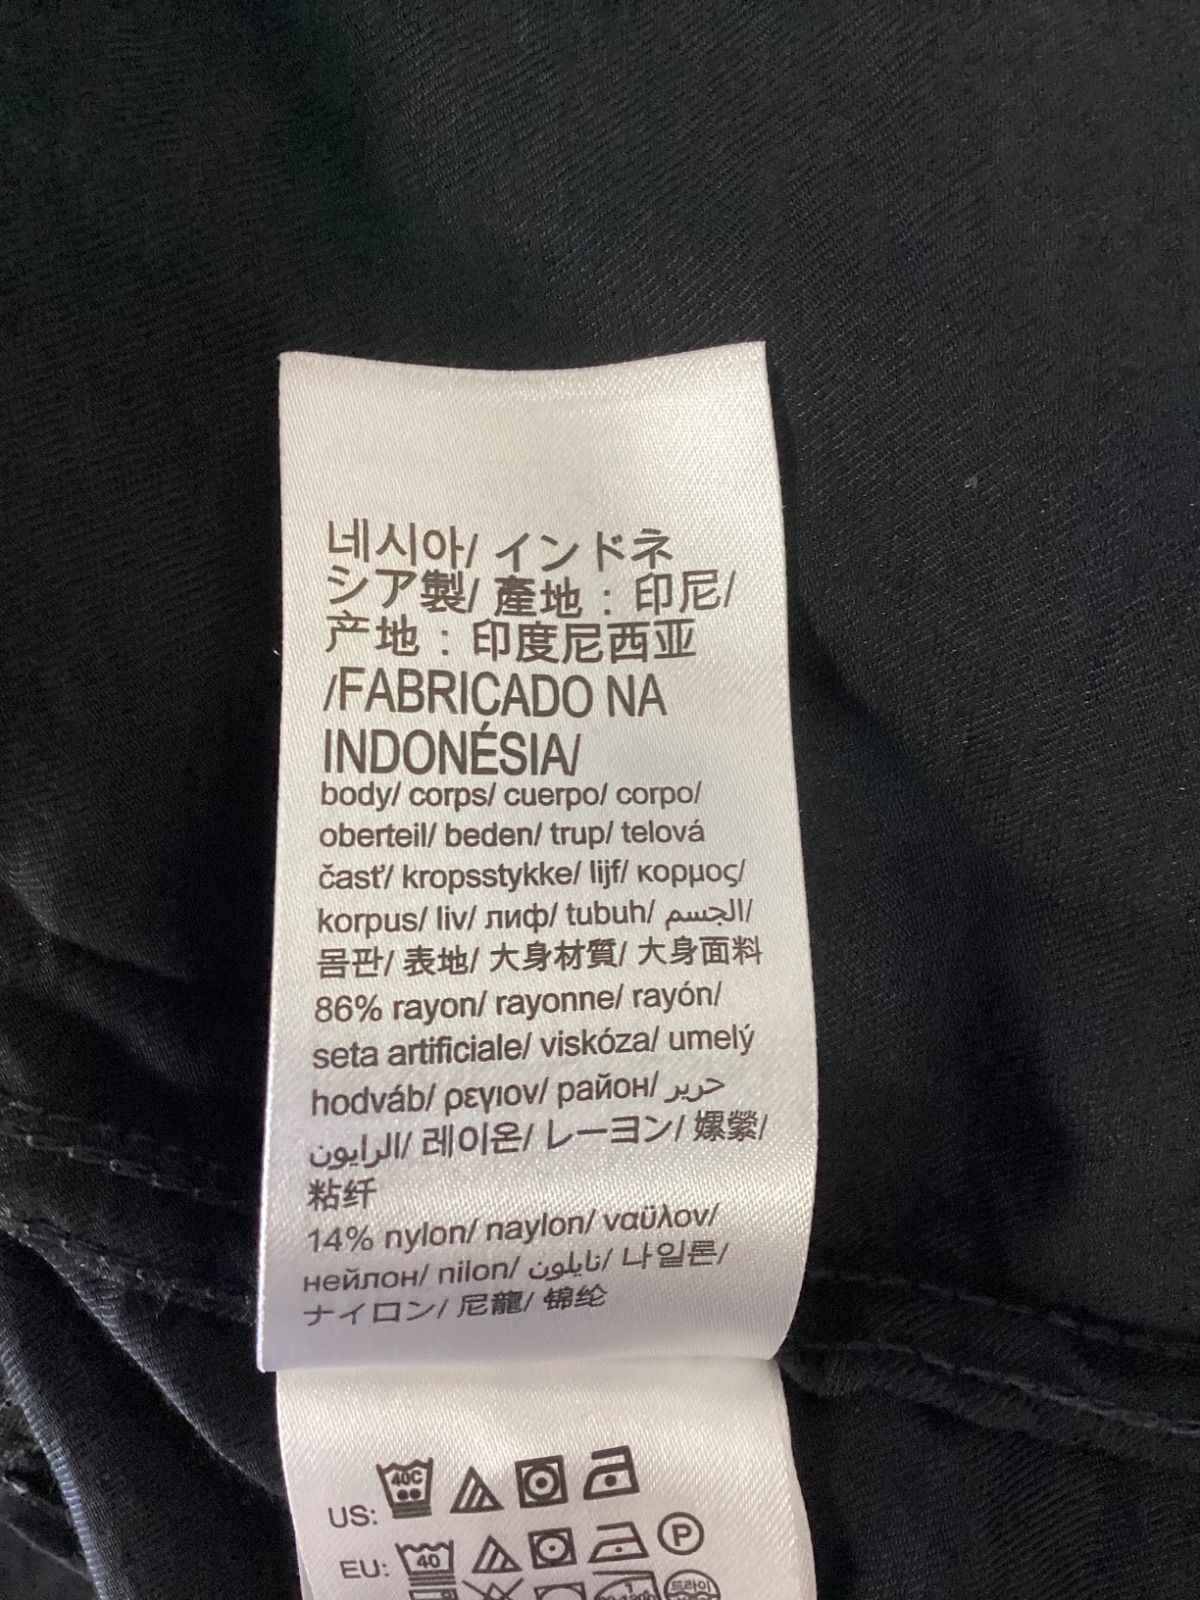 네시아/ インドネ
シア製/ 產地：印尼/
产地：印度尼西亚
/FABRICADO NA
INDONÉSIA/
body/ corps/ cuerpo/ corpo/
oberteil/ beden/ trup/ telová
časť/ kropsstykke/ lijf/ κορμος/
korpus/ liv/ лиф/ tubuh/ الجسم/
몸판/ 表地/ 大身材質/ 大身面料
86% rayon/ rayonne/ rayón/
seta artificiale/ viskóza/ umelý
hodváb/ ρεγιον/ район/ حرير
الرايون/ 레이온/ レーヨン/ 嫘縈/
粘纤
14% nylon/ naylon/ ναϋλον/
нейлон/ nilon/ نايلون/ 나일론/
ナイロン/ 尼龍/ 锦纶
US: 40C
EU: 40 P
드라이